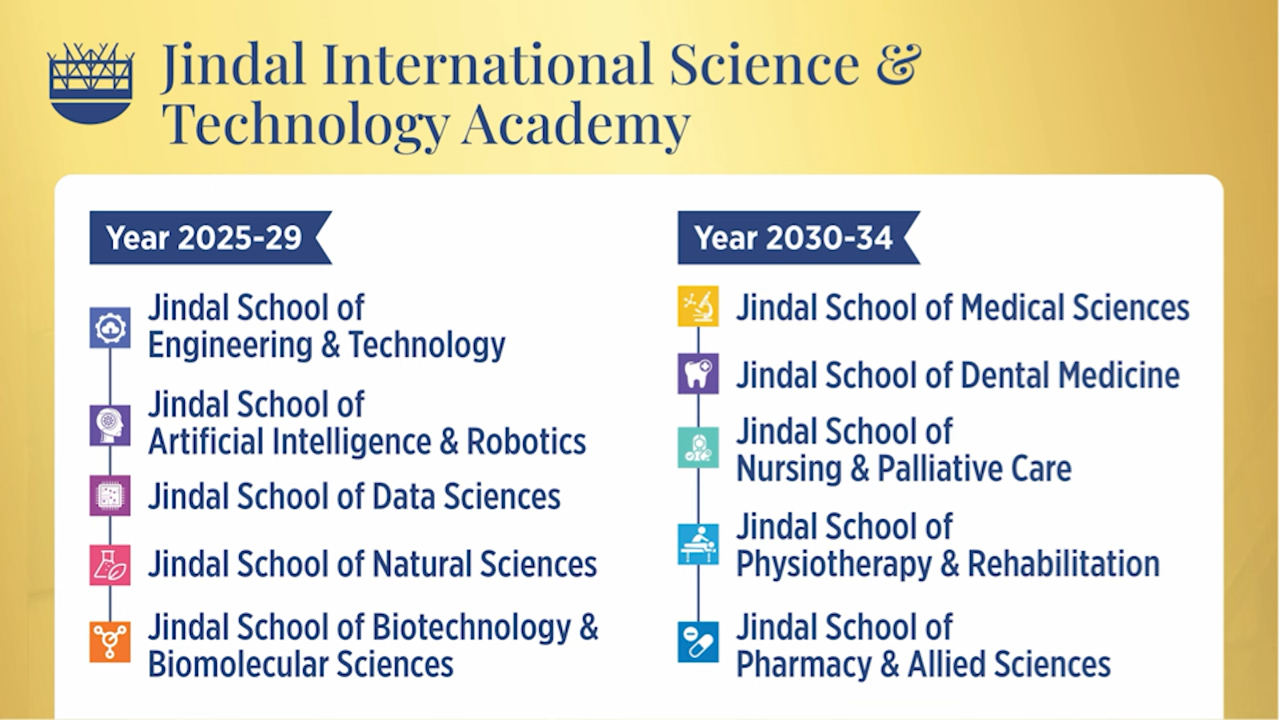 Jindal International Science &
Technology Academy
Year 2025-29
Jindal School of
Engineering & Technology
Jindal School of
Artificial Intelligence & Robotics
Jindal School of Data Sciences
Jindal School of Natural Sciences
Jindal School of Biotechnology &
Biomolecular Sciences
Year 2030-34
Jindal School of Medical Sciences
Jindal School of Dental Medicine
Jindal School of
Nursing & Palliative Care
Jindal School of
Physiotherapy & Rehabilitation
Jindal School of
Pharmacy & Allied Sciences